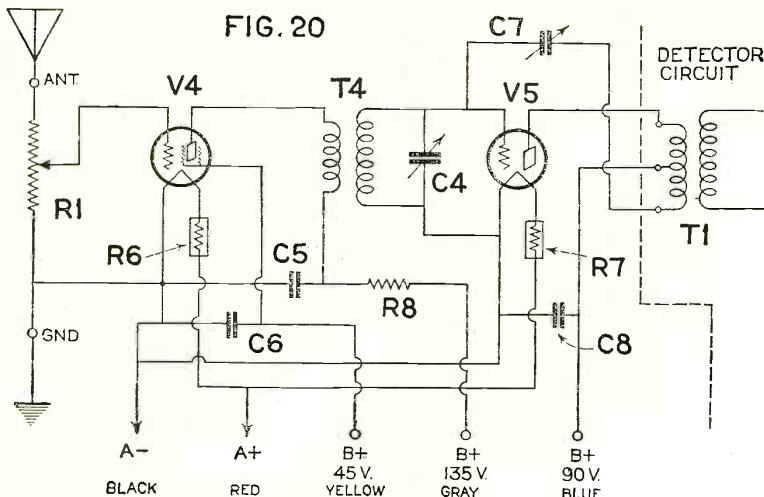 FIG. 20
C7
DETECTOR
CIRCUIT
ANT.
V4
T4
V5
C4
R1
R6
C5
R8
R7
T1
GND
C6
C8
A-
A+
B+
B+
B+
45 V.
135 V.
90 V.
BLACK
RED
YELLOW
GRAY
BLUE